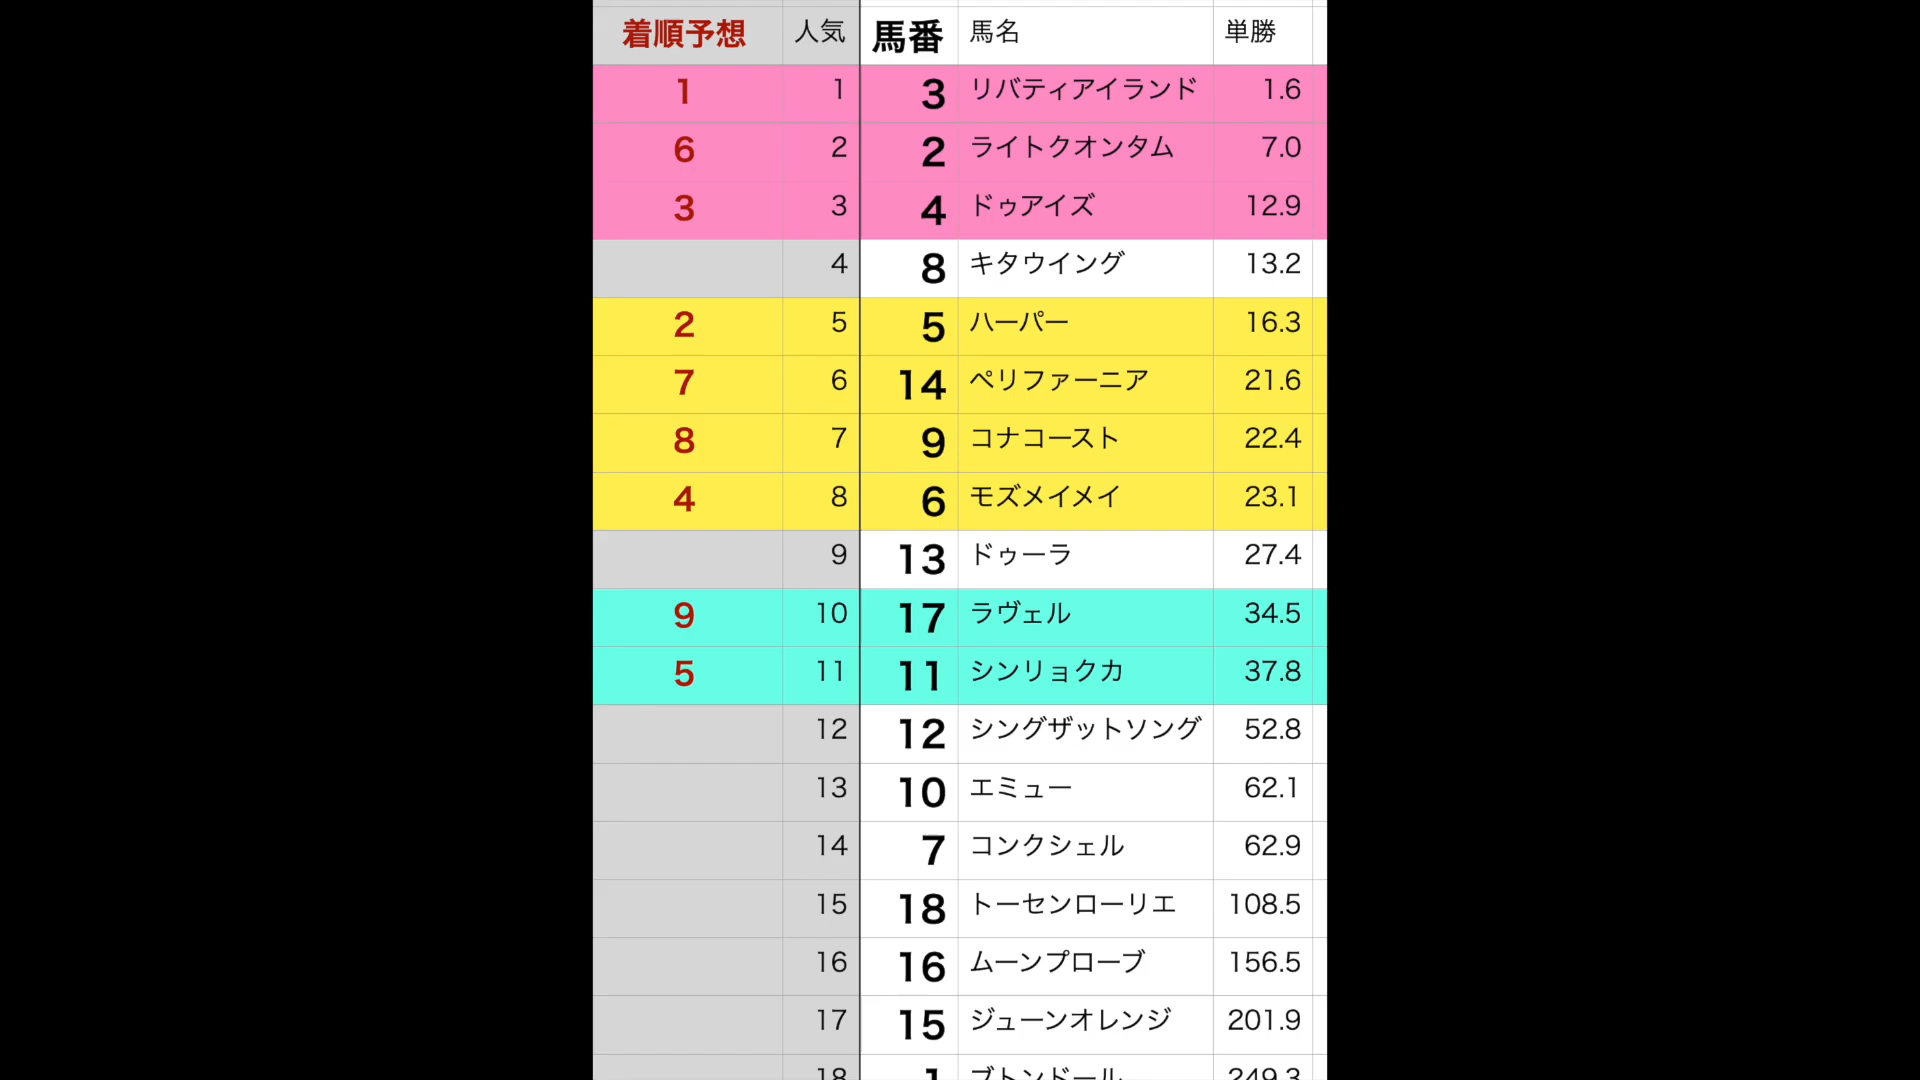 着順予想 人気 馬番 馬名 単勝
1 1 3 リバティアイランド 1.6
6 2 2 ライトクオンタム 7.0
3 3 4 ドゥアイズ 12.9
4 8 キタウイング 13.2
2 5 5 ハーパー 16.3
7 6 14 ペリファーニア 21.6
8 7 9 コナコースト 22.4
4 8 6 モズメイメイ 23.1
9 13 ドゥーラ 27.4
9 10 17 ラヴェル 34.5
5 11 11 シンリョクカ 37.8
12 12 シングザットソング 52.8
13 10 エミュー 62.1
14 7 コンクシェル 62.9
15 18 トーセンローリエ 108.5
16 16 ムーンプローブ 156.5
17 15 ジューンオレンジ 201.9
18 1 ブトンドール 249.3